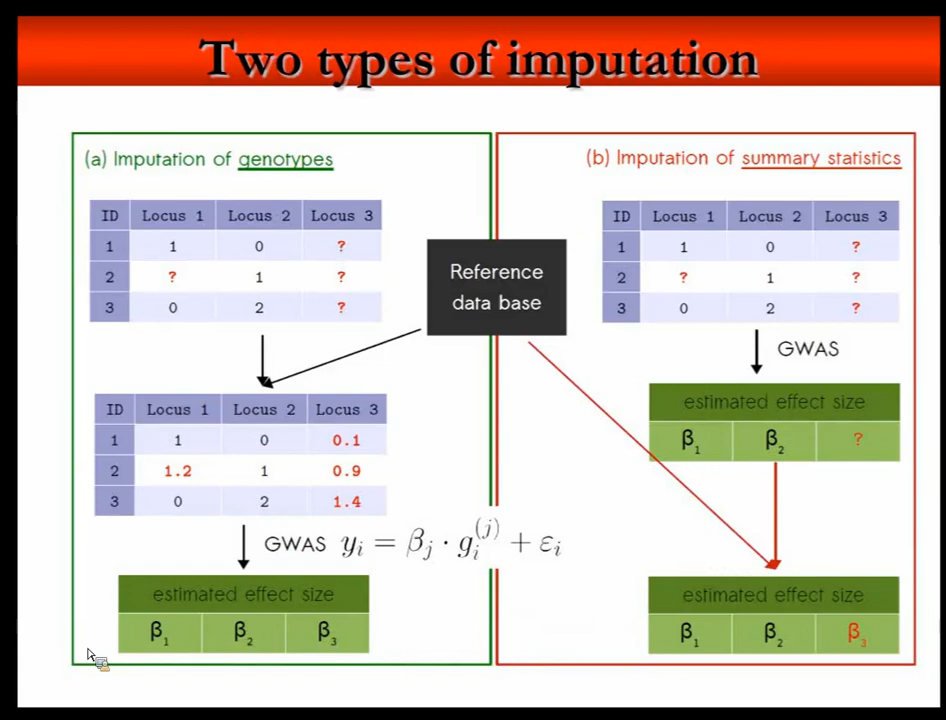 Two types of imputation
(a) Imputation of genotypes
ID Locus 1 Locus 2 Locus 3
1 1 0 ?
2 ? 1 ?
3 0 2 ?
ID Locus 1 Locus 2 Locus 3
1 1 0 0.1
2 1.2 1 0.9
3 0 2 1.4
GWAS yᵢ = βⱼ · gᵢ⁽ʲ⁾ + εᵢ
estimated effect size
β₁ β₂ β₃
Reference
data base
(b) Imputation of summary statistics
ID Locus 1 Locus 2 Locus 3
1 1 0 ?
2 ? 1 ?
3 0 2 ?
GWAS
estimated effect size
β₁ β₂ ?
estimated effect size
β₁ β₂ β₃